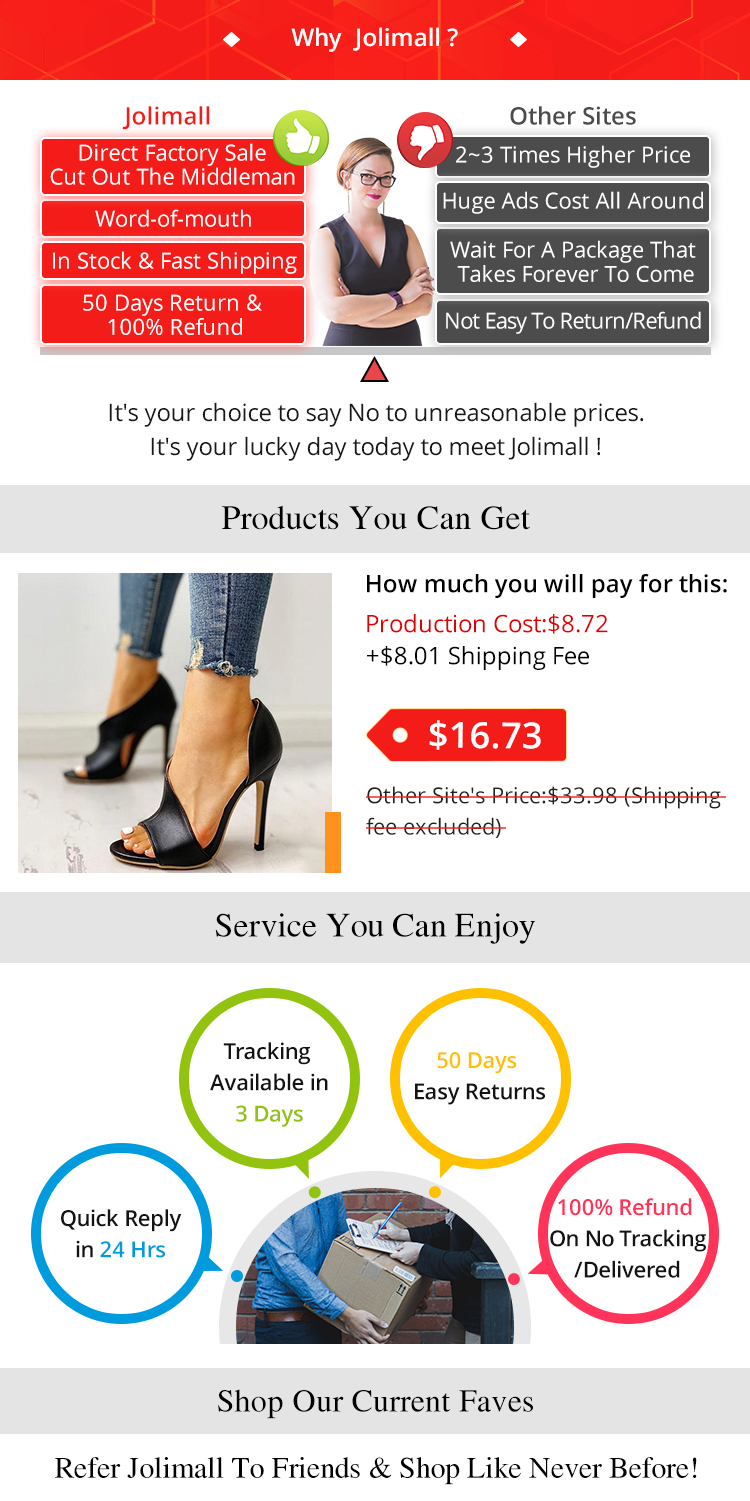 Why Jolimall ?
Jolimall
Direct Factory Sale
Cut Out The Middleman
Word-of-mouth
In Stock & Fast Shipping
50 Days Return &
100% Refund
Other Sites
2~3 Times Higher Price
Huge Ads Cost All Around
Wait For A Package That
Takes Forever To Come
Not Easy To Return/Refund
It's your choice to say No to unreasonable prices.
It's your lucky day today to meet Jolimall !
Products You Can Get
How much you will pay for this:
Production Cost:$8.72
+$8.01 Shipping Fee
$16.73
Other Site's Price:$33.98 (Shipping
fee excluded)
Service You Can Enjoy
Tracking
Available in
3 Days
50 Days
Easy Returns
Quick Reply
in 24 Hrs
100% Refund
On No Tracking
/Delivered
Shop Our Current Faves
Refer Jolimall To Friends & Shop Like Never Before!